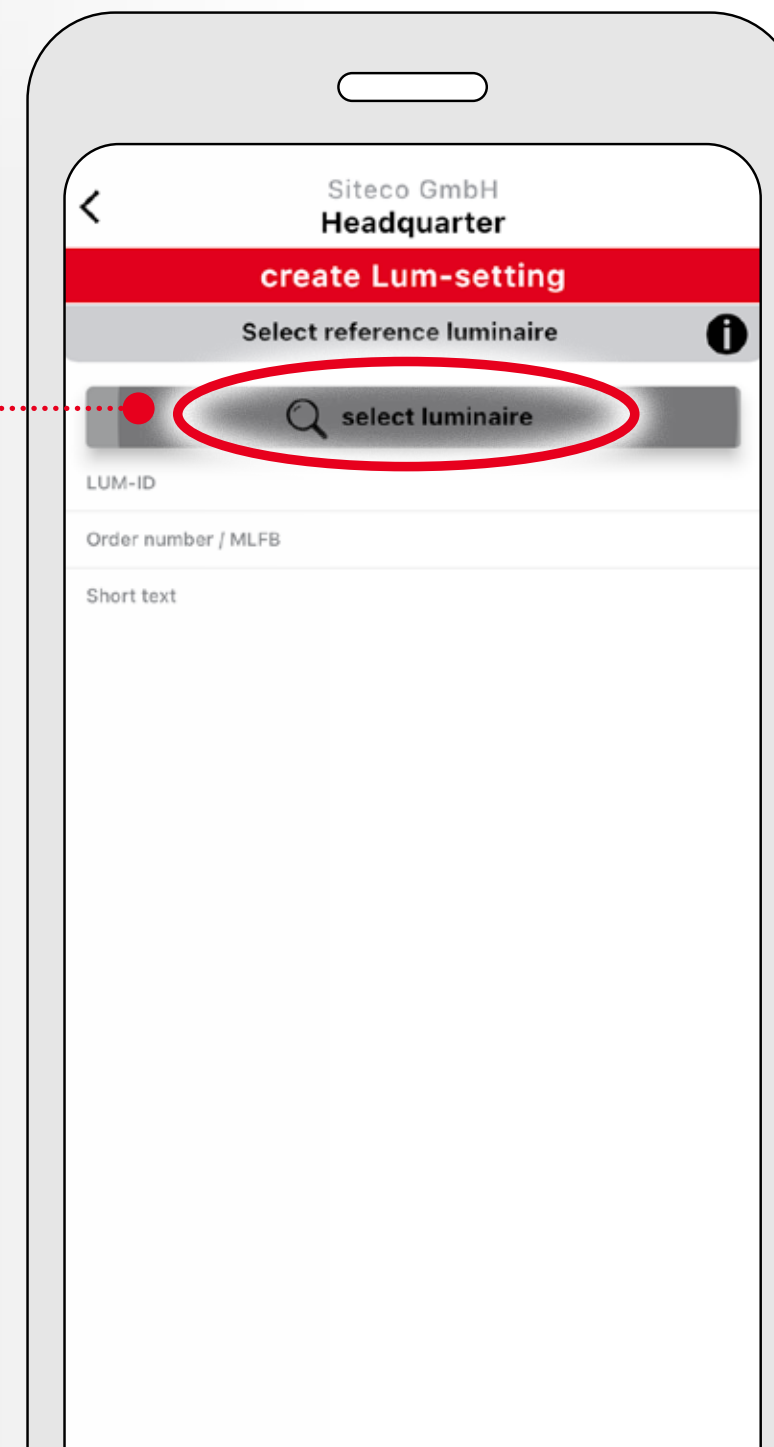 Siteco GmbH
Headquarter
create Lum-setting
Select reference luminaire
select luminaire
LUM-ID
Order number / MLFB
Short text